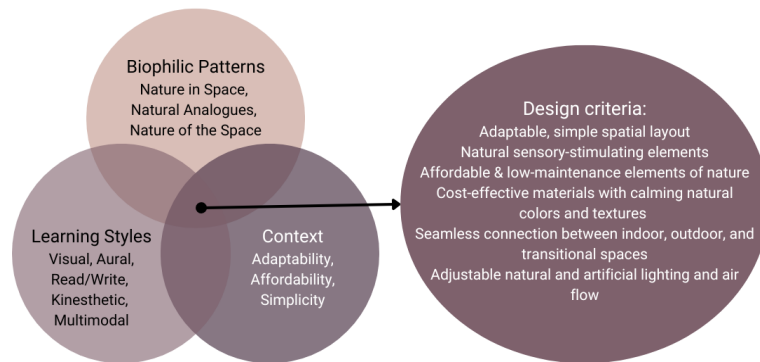 Biophilic Patterns
Nature in Space,
Natural Analogues,
Nature of the Space
Learning Styles
Visual, Aural,
Read/Write,
Kinesthetic,
Multimodal
Context
Adaptability,
Affordability,
Simplicity
Design criteria:
Adaptable, simple spatial layout
Natural sensory-stimulating elements
Affordable & low-maintenance elements of nature
Cost-effective materials with calming natural
colors and textures
Seamless connection between indoor, outdoor, and
transitional spaces
Adjustable natural and artificial lighting and air
flow